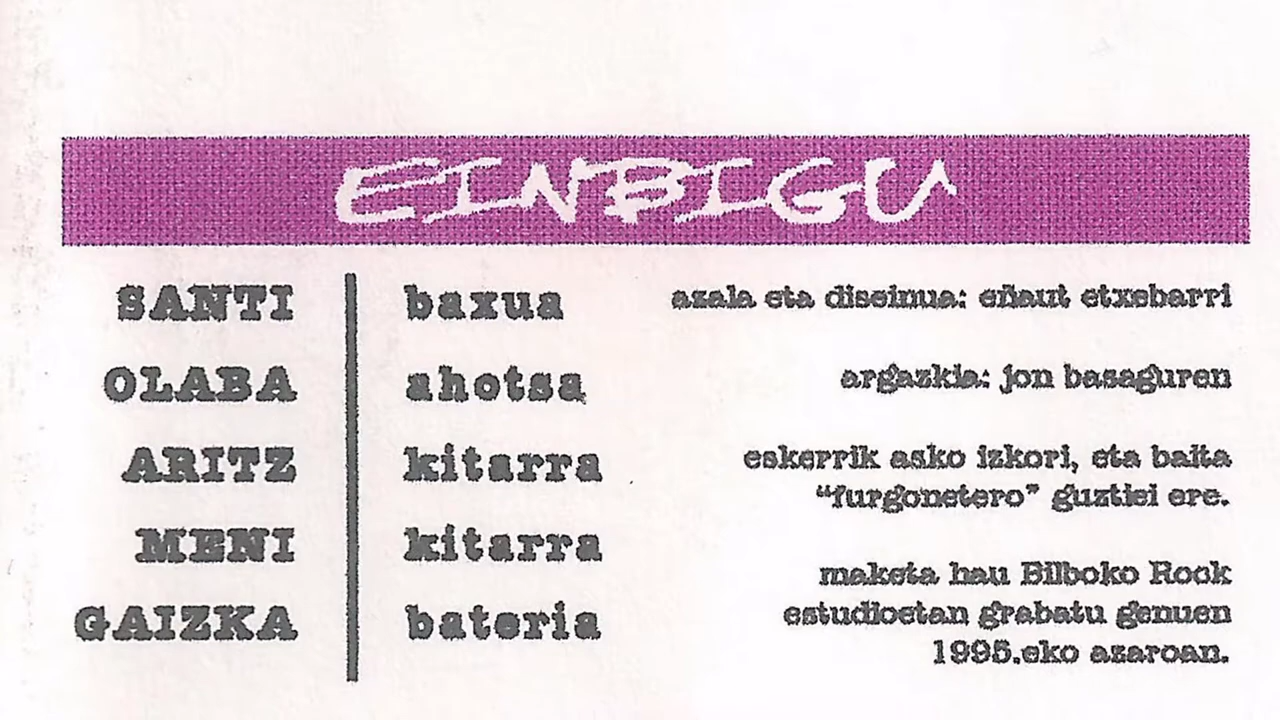 EINBIGU
SANTI baxua
OLABA ahotsa
ARITZ kitarra
MENI kitarra
GAIZKA bateria
azala eta diseinua: eñaut etxebarri
argazkia: jon basaguren
eskerrik asko izkori, eta baita
“furgonetero” guztiei ere.
maketa hau Bilboko Rock
estudioetan grabatu genuen
1995.eko azaroan.